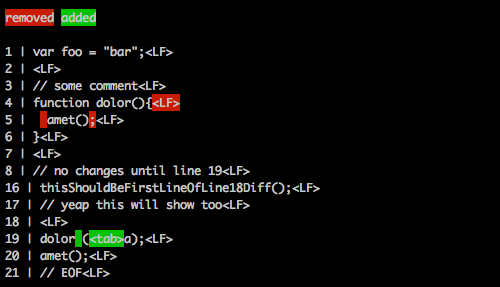 removed added
1 | var foo = "bar";<LF>
2 | <LF>
3 | // some comment<LF>
4 | function dolor(){<LF>
5 |  amet();<LF>
6 | }<LF>
7 | <LF>
8 | // no changes until line 19<LF>
16 | thisShouldBeFirstLineOfLine18Diff();<LF>
17 | // yeap this will show too<LF>
18 | <LF>
19 | dolor (<tab>a);<LF>
20 | amet();<LF>
21 | // EOF<LF>